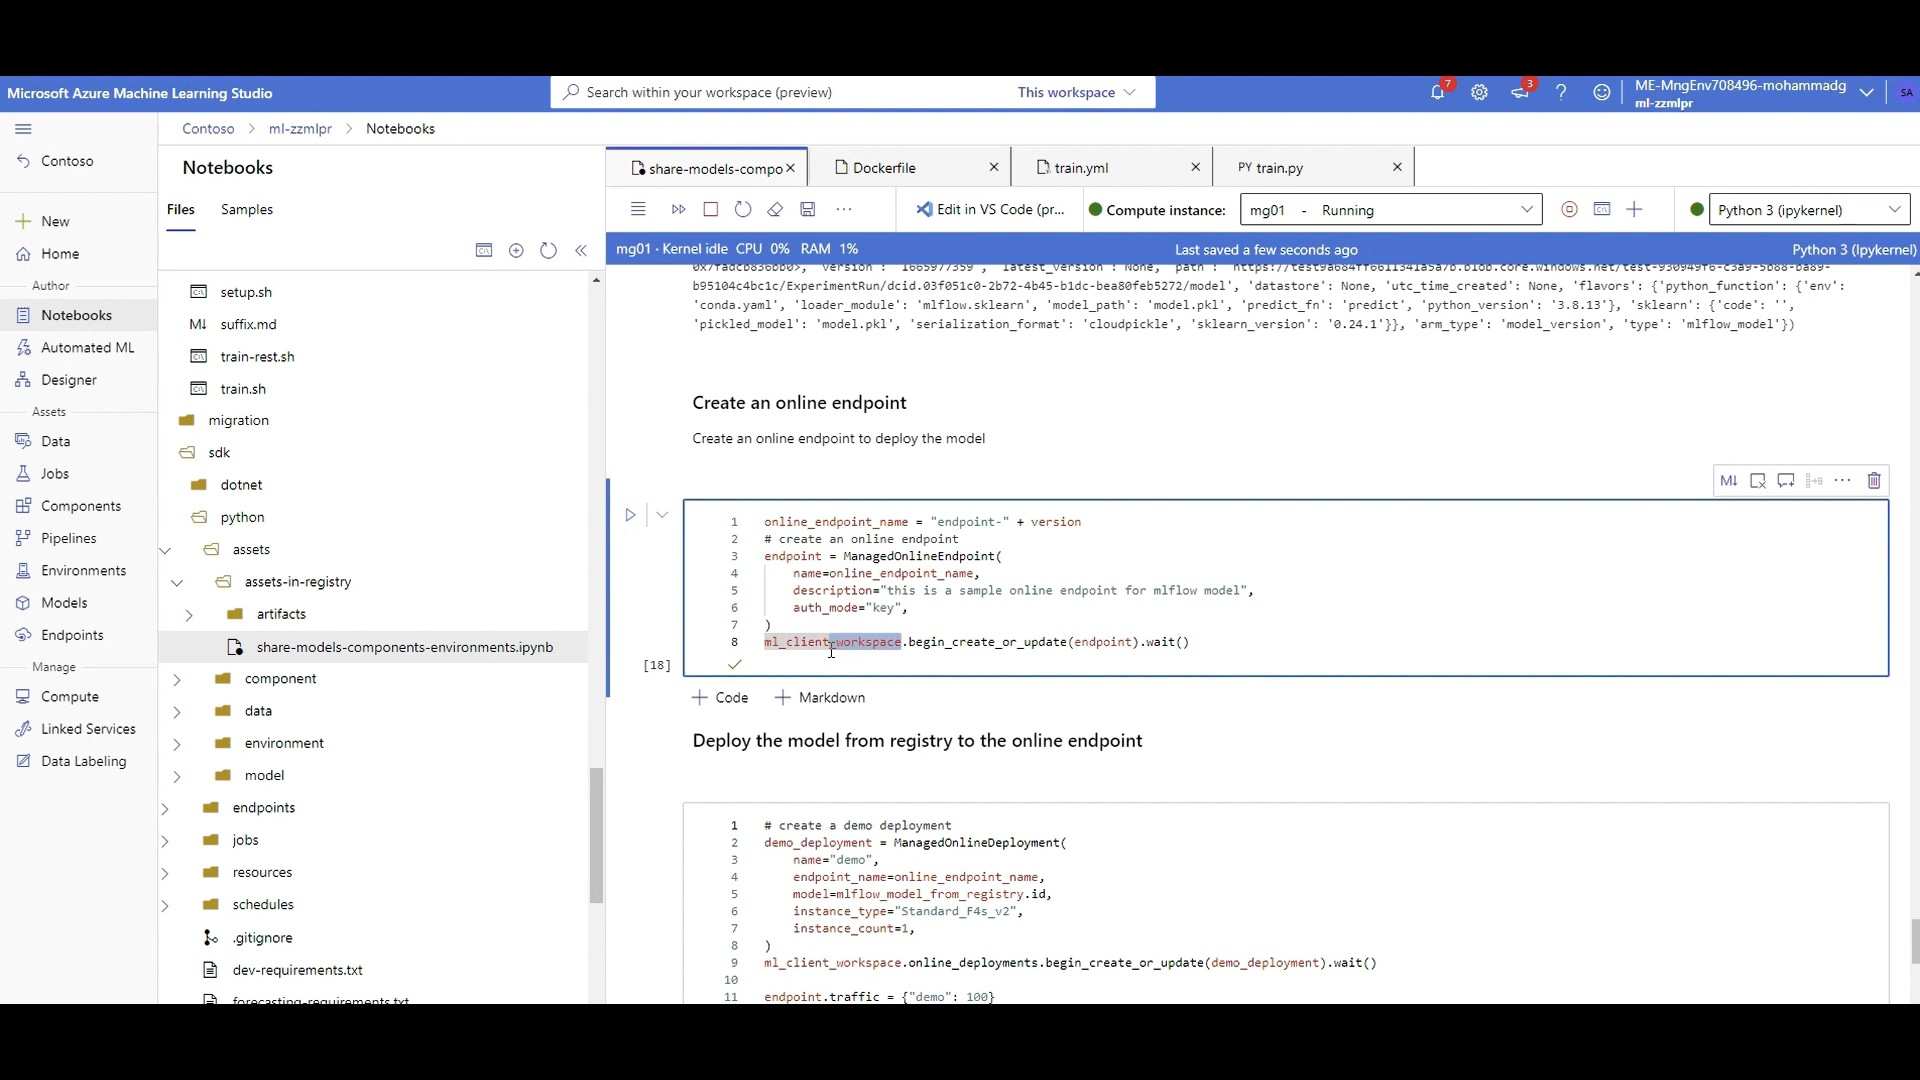 Microsoft Azure Machine Learning Studio
Search within your workspace (preview)
This workspace
7
3
ME-MngEnv708496-mohammadg
ml-zzmlpr
SA
Contoso
New
Home
Author
Notebooks
Automated ML
Designer
Assets
Data
Jobs
Components
Pipelines
Environments
Models
Endpoints
Manage
Compute
Linked Services
Data Labeling
Contoso > ml-zzmlpr > Notebooks
Notebooks
Files
Samples
setup.sh
suffix.md
train-rest.sh
train.sh
migration
sdk
dotnet
python
assets
assets-in-registry
artifacts
share-models-components-environments.ipynb
component
data
environment
model
endpoints
jobs
resources
schedules
.gitignore
dev-requirements.txt
forecasting-requirements.txt
share-models-compo
Dockerfile
train.yml
PY train.py
Edit in VS Code (pr...
Compute instance:
mg01 - Running
Python 3 (ipykernel)
mg01 · Kernel idle CPU 0% RAM 1%
Last saved a few seconds ago
Python 3 (Ipykernel)
b95104c4bc1c/ExperimentRun/dcid.03f051c0-2b72-4b45-b1dc-bea80feb5272/model', 'datastore': None, 'utc_time_created': None, 'flavors': {'python_function': {'env':
'conda.yaml', 'loader_module': 'mlflow.sklearn', 'model_path': 'model.pkl', 'predict_fn': 'predict', 'python_version': '3.8.13'}, 'sklearn': {'code': '',
'pickled_model': 'model.pkl', 'serialization_format': 'cloudpickle', 'sklearn_version': '0.24.1'}}, 'arm_type': 'model_version', 'type': 'mlflow_model'})
Create an online endpoint
Create an online endpoint to deploy the model
M↓
1 online_endpoint_name = "endpoint-" + version
2 # create an online endpoint
3 endpoint = ManagedOnlineEndpoint(
4 name=online_endpoint_name,
5 description="this is a sample online endpoint for mlflow model",
6 auth_mode="key",
7 )
8 ml_client_workspace.begin_create_or_update(endpoint).wait()
[18]
+ Code + Markdown
Deploy the model from registry to the online endpoint
1 # create a demo deployment
2 demo_deployment = ManagedOnlineDeployment(
3 name="demo",
4 endpoint_name=online_endpoint_name,
5 model=mlflow_model_from_registry.id,
6 instance_type="Standard_F4s_v2",
7 instance_count=1,
8 )
9 ml_client_workspace.online_deployments.begin_create_or_update(demo_deployment).wait()
10
11 endpoint.traffic = {"demo": 100}